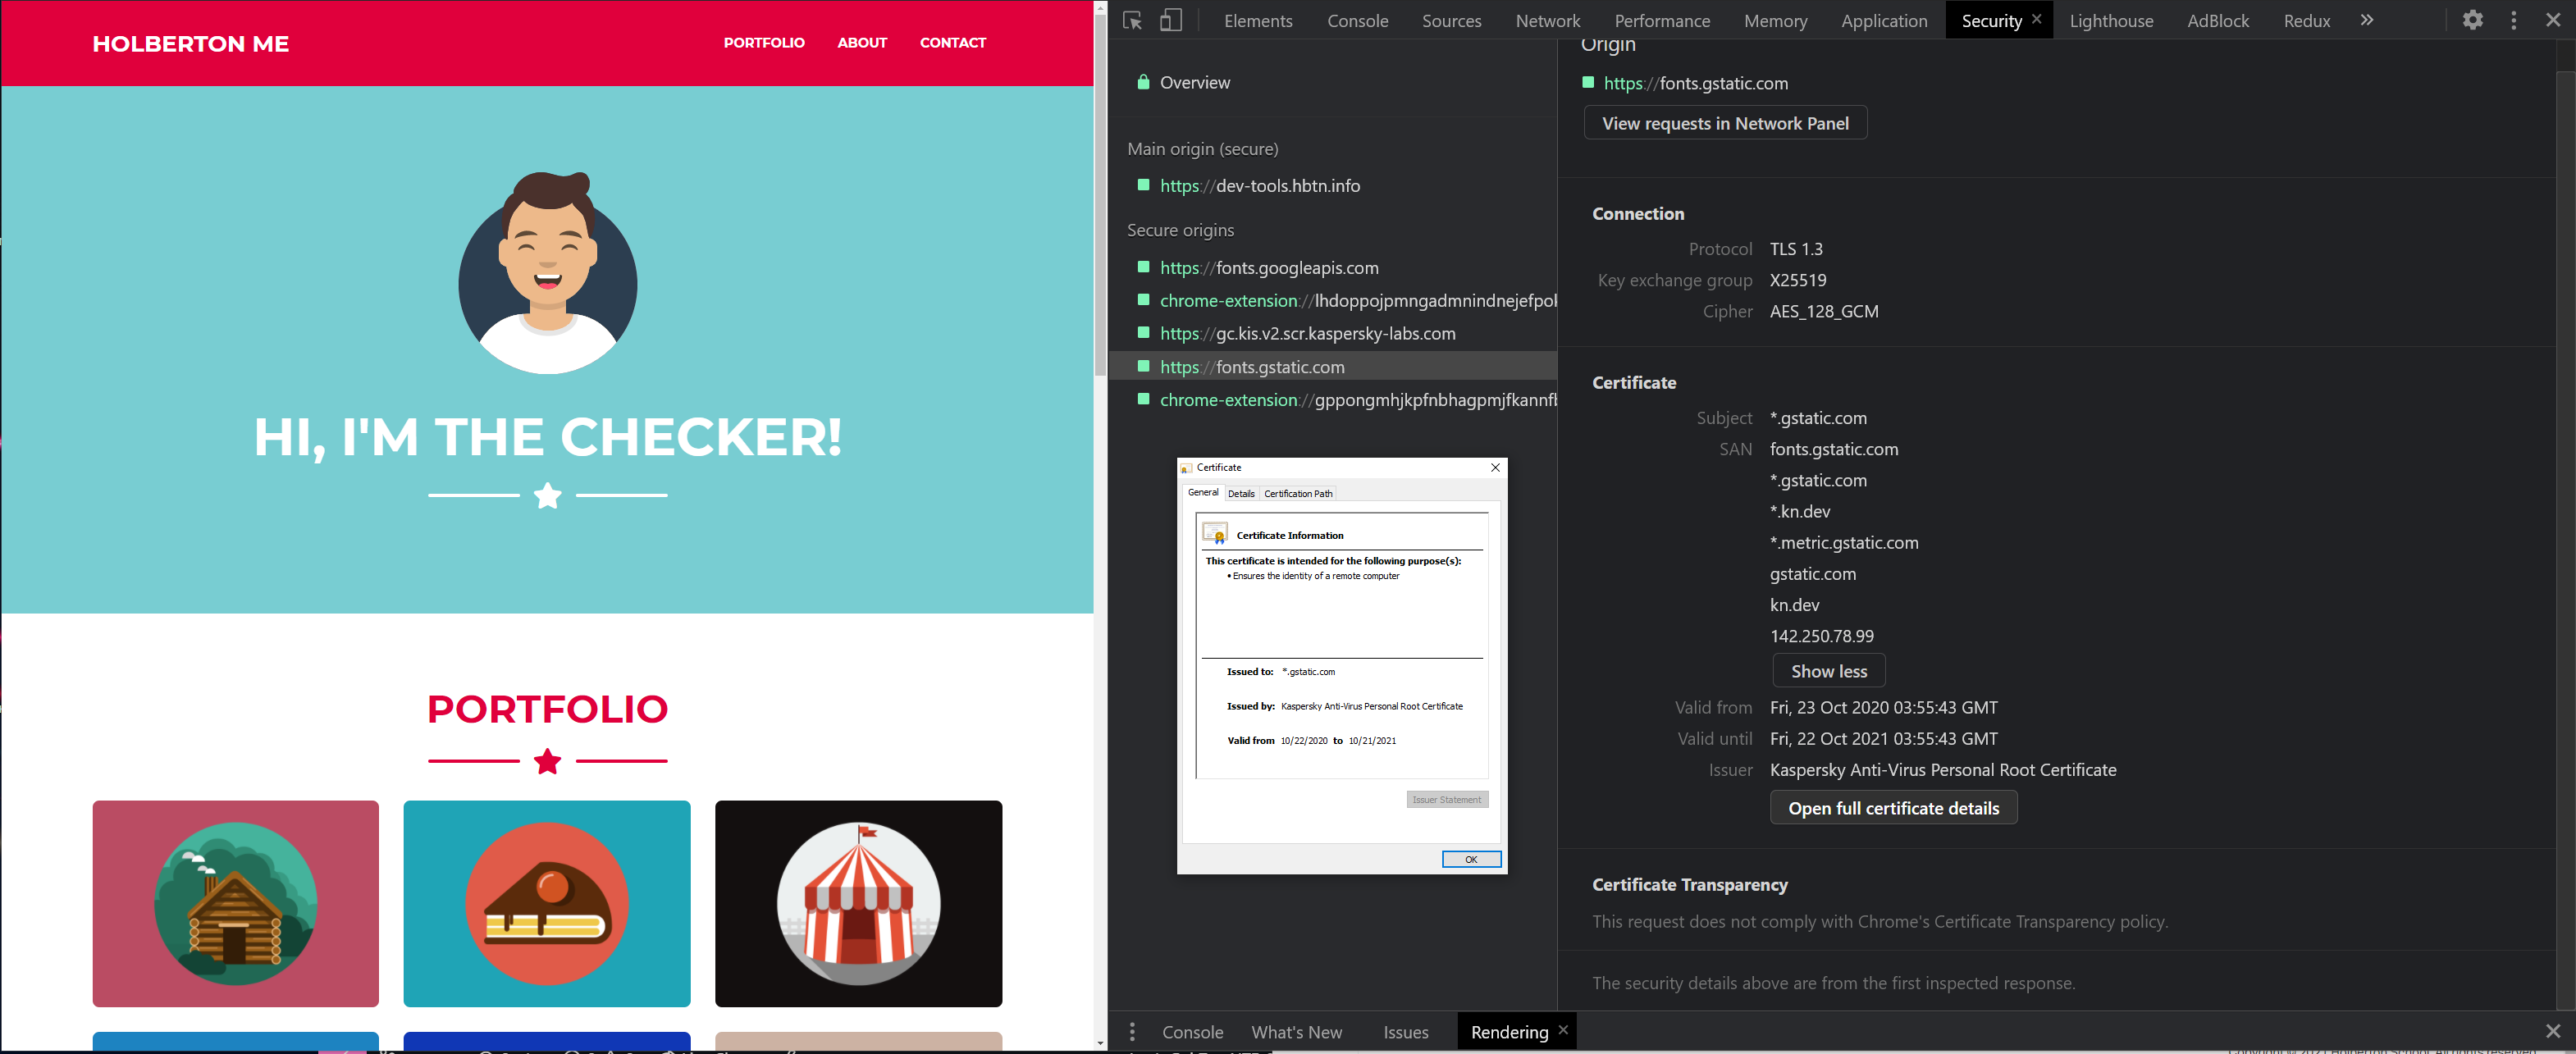 HOLBERTON ME
PORTFOLIO ABOUT CONTACT
HI, I'M THE CHECKER!
PORTFOLIO
Elements Console Sources Network Performance Memory Application Security Lighthouse AdBlock Redux
Overview
Main origin (secure)
https://dev-tools.hbtn.info
Secure origins
https://fonts.googleapis.com
chrome-extension://lhdoppojpmngadmnindnejefpok
https://gc.kis.v2.scr.kaspersky-labs.com
https://fonts.gstatic.com
chrome-extension://gppongmhjkpfnbhagpmjfkannfb
Certificate
General Details Certification Path
Certificate Information
This certificate is intended for the following purpose(s):
• Ensures the identity of a remote computer
Issued to: *.gstatic.com
Issued by: Kaspersky Anti-Virus Personal Root Certificate
Valid from 10/22/2020 to 10/21/2021
Issuer Statement
OK
Origin
https://fonts.gstatic.com
View requests in Network Panel
Connection
Protocol TLS 1.3
Key exchange group X25519
Cipher AES_128_GCM
Certificate
Subject *.gstatic.com
SAN fonts.gstatic.com
*.gstatic.com
*.kn.dev
*.metric.gstatic.com
gstatic.com
kn.dev
142.250.78.99
Show less
Valid from Fri, 23 Oct 2020 03:55:43 GMT
Valid until Fri, 22 Oct 2021 03:55:43 GMT
Issuer Kaspersky Anti-Virus Personal Root Certificate
Open full certificate details
Certificate Transparency
This request does not comply with Chrome's Certificate Transparency policy.
The security details above are from the first inspected response.
Console What's New Issues Rendering